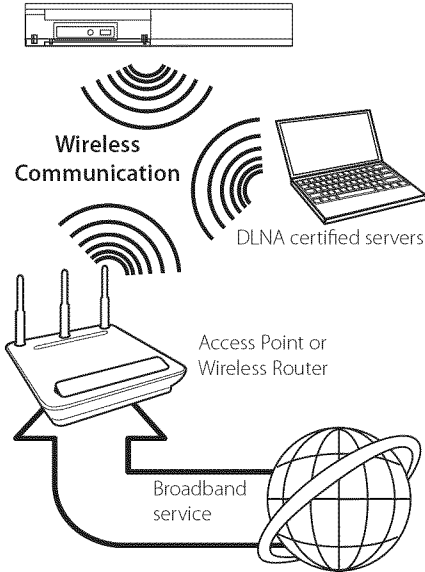 Wireless
Communication
DLNA certified servers
Access Point or
Wireless Router
Broadband
service